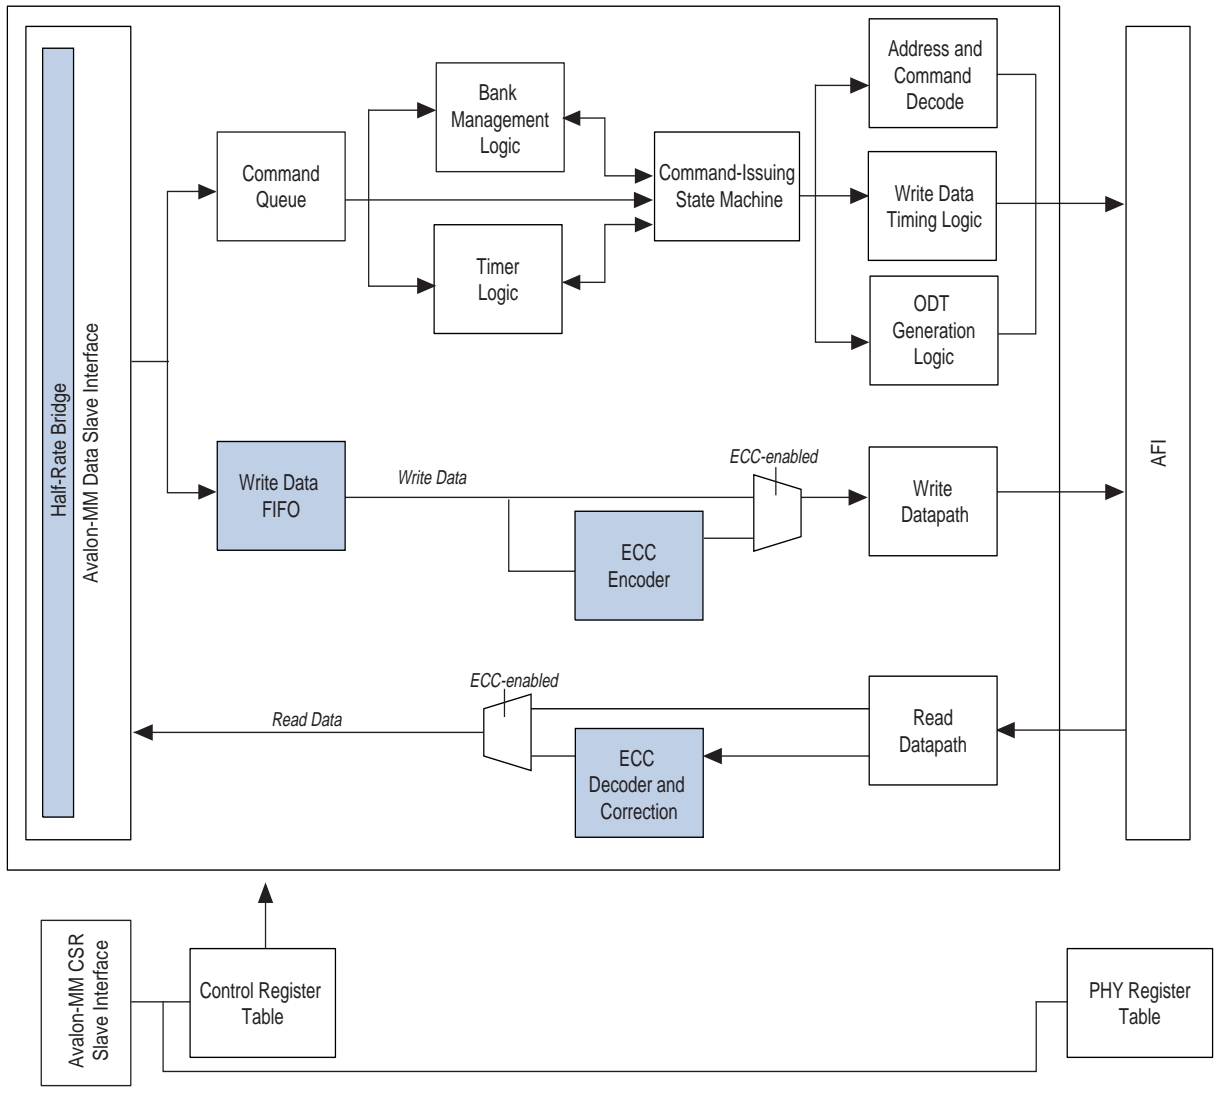 Half-Rate Bridge
Avalon-MM Data Slave Interface
Command
Queue
Bank
Management
Logic
Timer
Logic
Command-Issuing
State Machine
Address and
Command
Decode
Write Data
Timing Logic
ODT
Generation
Logic
AFI
Write Data
FIFO
Write Data
ECC
Encoder
ECC-enabled
Write
Datapath
Read Data
ECC-enabled
ECC
Decoder and
Correction
Read
Datapath
Avalon-MM CSR
Slave Interface
Control Register
Table
PHY Register
Table